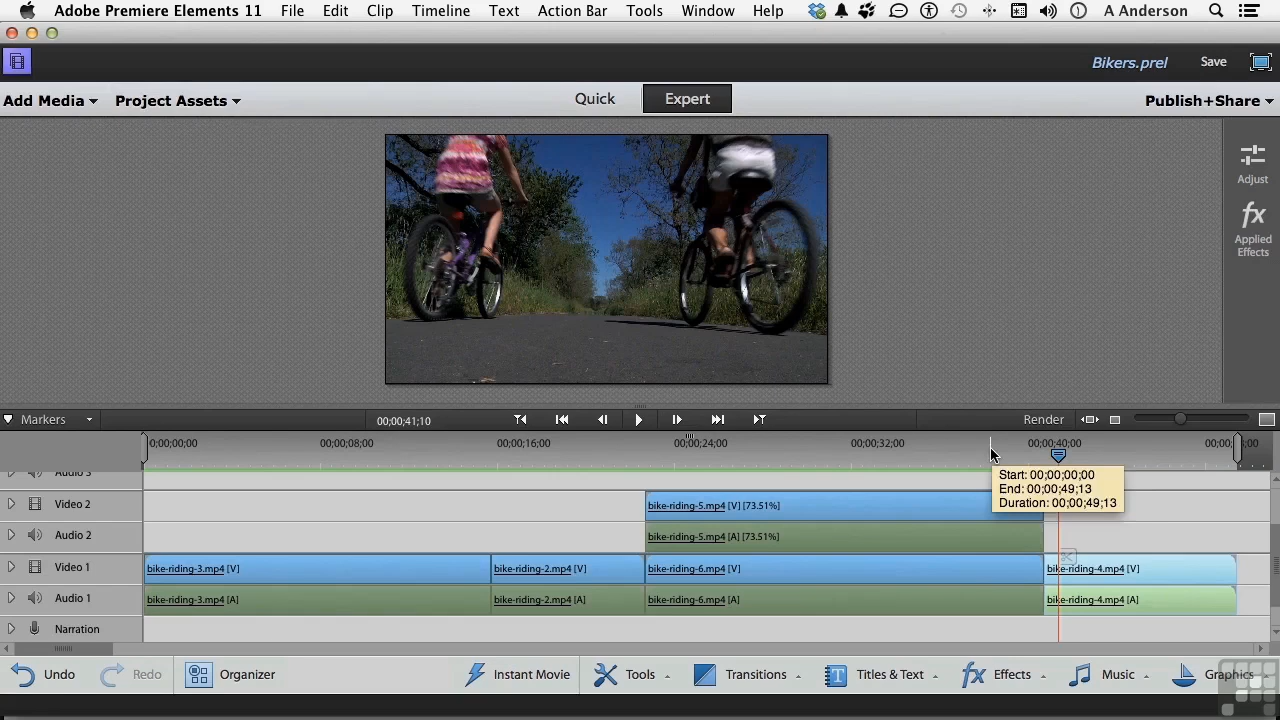 Adobe Premiere Elements 11 File Edit Clip Timeline Text Action Bar Tools Window Help A Anderson
Bikers.prel Save
Add Media Project Assets Quick Expert Publish+Share
Adjust
fx
Applied
Effects
Markers 00;00;41;10 Render
00;00;00;00 00;00;08;00 00;00;16;00 00;00;24;00 00;00;32;00 00;00;40;00
Audio 3
Start: 00;00;00;00
End: 00;00;49;13
Duration: 00;00;49;13
Video 2 bike-riding-5.mp4 [V] [73.51%]
Audio 2 bike-riding-5.mp4 [A] [73.51%]
Video 1 bike-riding-3.mp4 [V] bike-riding-2.mp4 [V] bike-riding-6.mp4 [V] bike-riding-4.mp4 [V]
Audio 1 bike-riding-3.mp4 [A] bike-riding-2.mp4 [A] bike-riding-6.mp4 [A] bike-riding-4.mp4 [A]
Narration
Undo Redo Organizer Instant Movie Tools Transitions T Titles & Text fx Effects Music Graphics